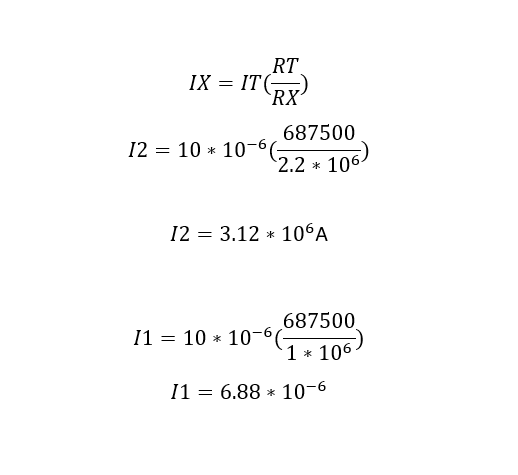 IX = IT(RT/RX)
I2 = 10 * 10⁻⁶(687500/2.2 * 10⁶)
I2 = 3.12 * 10⁶A
I1 = 10 * 10⁻⁶(687500/1 * 10⁶)
I1 = 6.88 * 10⁻⁶